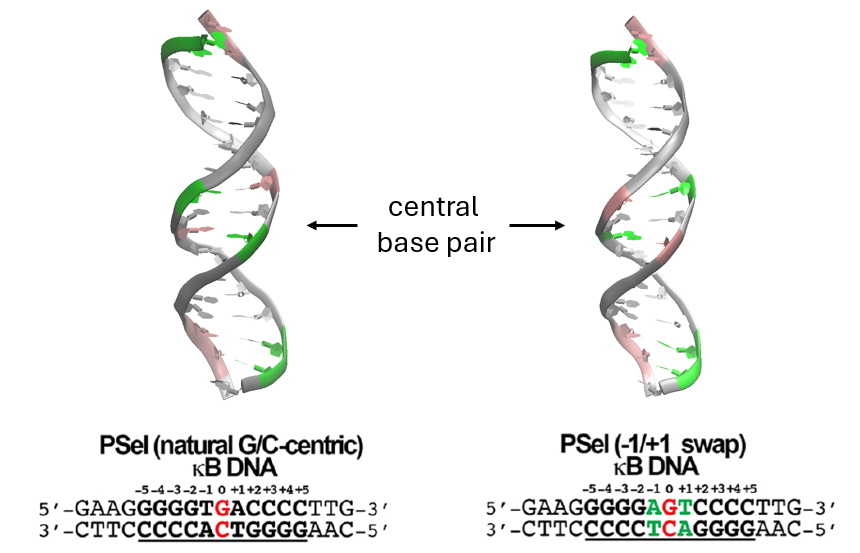 central
base pair
PSel (natural G/C-centric)
κB DNA
-5-4-3-2-1 0 +1+2+3+4+5
5′-GAAGGGGGTGACCCCTTG-3′
3′-CTTCCCCCACTGGGGAAC-5′
PSel (-1/+1 swap)
κB DNA
-5-4-3-2-1 0 +1+2+3+4+5
5′-GAAGGGGGAGTCCCCTTG-3′
3′-CTTCCCCCTCAGGGGAAC-5′